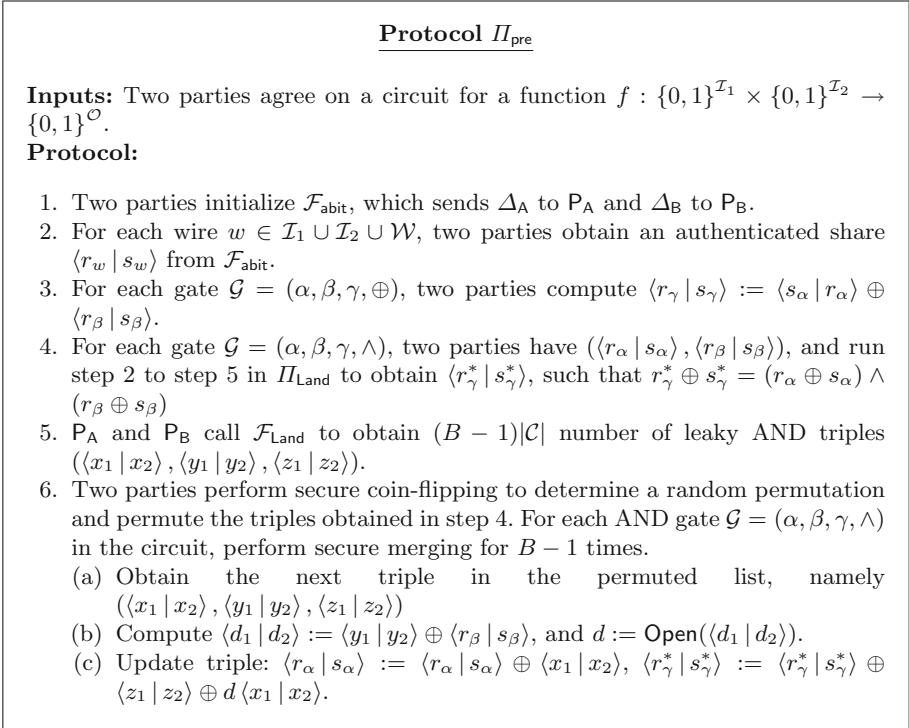 Protocol Π_pre
Inputs: Two parties agree on a circuit for a function f : {0, 1}^{I_1} × {0, 1}^{I_2} →
{0, 1}^O.
Protocol:
1. Two parties initialize F_abit, which sends Δ_A to P_A and Δ_B to P_B.
2. For each wire w ∈ I_1 ∪ I_2 ∪ W, two parties obtain an authenticated share
⟨r_w | s_w⟩ from F_abit.
3. For each gate G = (α, β, γ, ⊕), two parties compute ⟨r_γ | s_γ⟩ := ⟨s_α | r_α⟩ ⊕
⟨r_β | s_β⟩.
4. For each gate G = (α, β, γ, ∧), two parties have (⟨r_α | s_α⟩ , ⟨r_β | s_β⟩), and run
step 2 to step 5 in Π_Land to obtain ⟨r*_γ | s*_γ⟩, such that r*_γ ⊕ s*_γ = (r_α ⊕ s_α) ∧
(r_β ⊕ s_β)
5. P_A and P_B call F_Land to obtain (B − 1)|C| number of leaky AND triples
(⟨x_1 | x_2⟩ , ⟨y_1 | y_2⟩ , ⟨z_1 | z_2⟩).
6. Two parties perform secure coin-flipping to determine a random permutation
and permute the triples obtained in step 4. For each AND gate G = (α, β, γ, ∧)
in the circuit, perform secure merging for B − 1 times.
(a) Obtain the next triple in the permuted list, namely
(⟨x_1 | x_2⟩ , ⟨y_1 | y_2⟩ , ⟨z_1 | z_2⟩)
(b) Compute ⟨d_1 | d_2⟩ := ⟨y_1 | y_2⟩ ⊕ ⟨r_β | s_β⟩, and d := Open(⟨d_1 | d_2⟩).
(c) Update triple: ⟨r_α | s_α⟩ := ⟨r_α | s_α⟩ ⊕ ⟨x_1 | x_2⟩, ⟨r*_γ | s*_γ⟩ := ⟨r*_γ | s*_γ⟩ ⊕
⟨z_1 | z_2⟩ ⊕ d ⟨x_1 | x_2⟩.